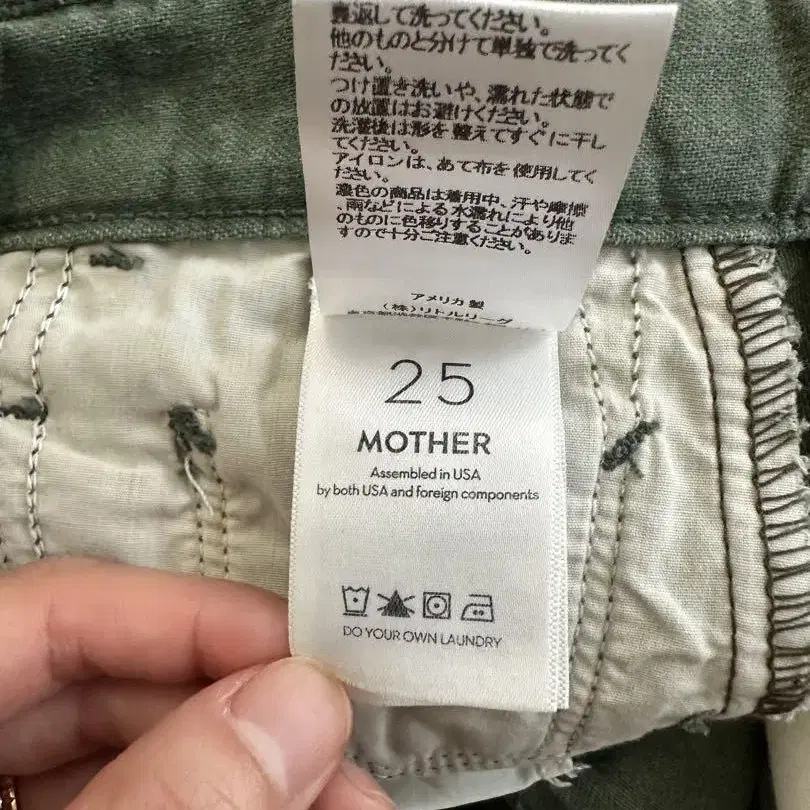 裏返して洗ってください。
他のものと分けて単独で洗ってく
ださい。
つけ置き洗いや、濡れた状態で
の放置はお避けください。
洗濯後は形を整えてすぐに干し
てください。
アイロンは、あて布を使用してく
ださい。
濃色の商品は着用中、汗や摩擦
、雨などによる水濡れにより他
のものに色移りすることがありま
すので十分ご注意ください。
アメリカ製
(株)リトルリーグ
25
MOTHER
Assembled in USA
by both USA and foreign components
DO YOUR OWN LAUNDRY